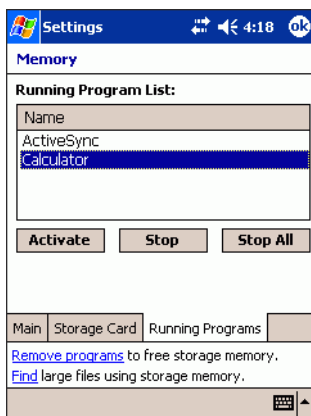 Settings 4:18 ok
Memory
Running Program List:
Name
ActiveSync
Calculator
Activate Stop Stop All
Main Storage Card Running Programs
Remove programs to free storage memory.
Find large files using storage memory.